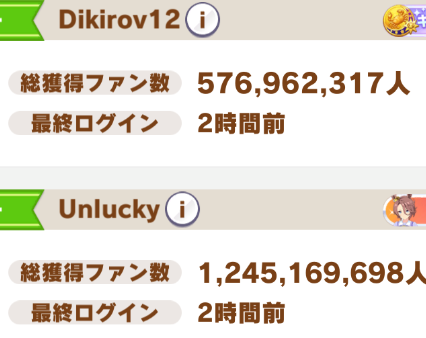 Dikirov12
総獲得ファン数 576,962,317人
最終ログイン 2時間前
Unlucky
総獲得ファン数 1,245,169,698人
最終ログイン 2時間前